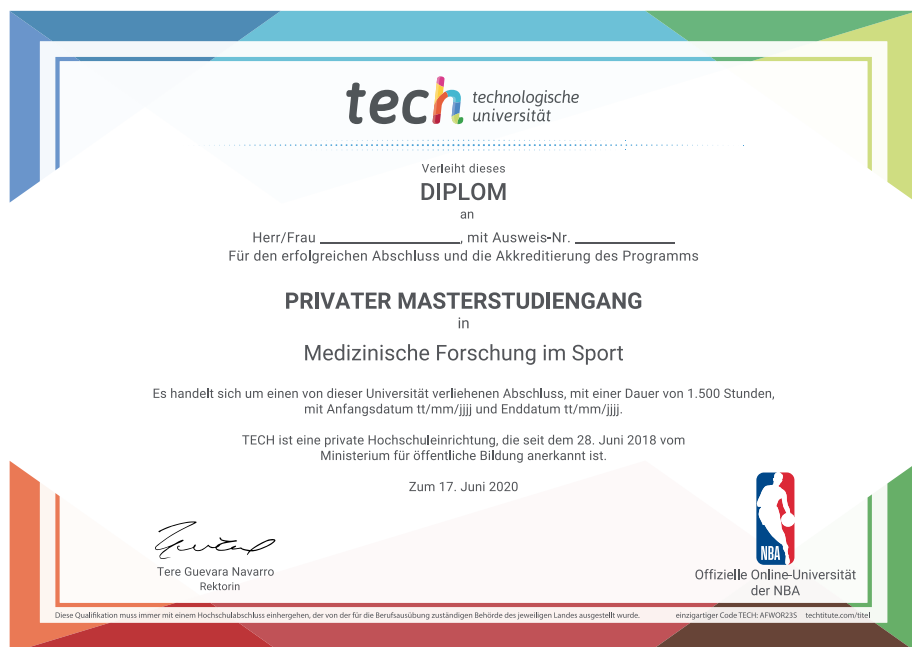 tech technologische
universität
Verleiht dieses
DIPLOM
an
Herr/Frau ____________________, mit Ausweis-Nr. ______________
Für den erfolgreichen Abschluss und die Akkreditierung des Programms
PRIVATER MASTERSTUDIENGANG
in
Medizinische Forschung im Sport
Es handelt sich um einen von dieser Universität verliehenen Abschluss, mit einer Dauer von 1.500 Stunden,
mit Anfangsdatum tt/mm/jjjj und Enddatum tt/mm/jjjj.
TECH ist eine private Hochschuleinrichtung, die seit dem 28. Juni 2018 vom
Ministerium für öffentliche Bildung anerkannt ist.
Zum 17. Juni 2020
Tere Guevara Navarro
Rektorin
NBA
Offizielle Online-Universität
der NBA
Diese Qualifikation muss immer mit einem Hochschulabschluss einhergehen, der von der für die Berufsausübung zuständigen Behörde des jeweiligen Landes ausgestellt wurde. einzigartiger Code TECH: AFWOR23S techtitute.com/titel